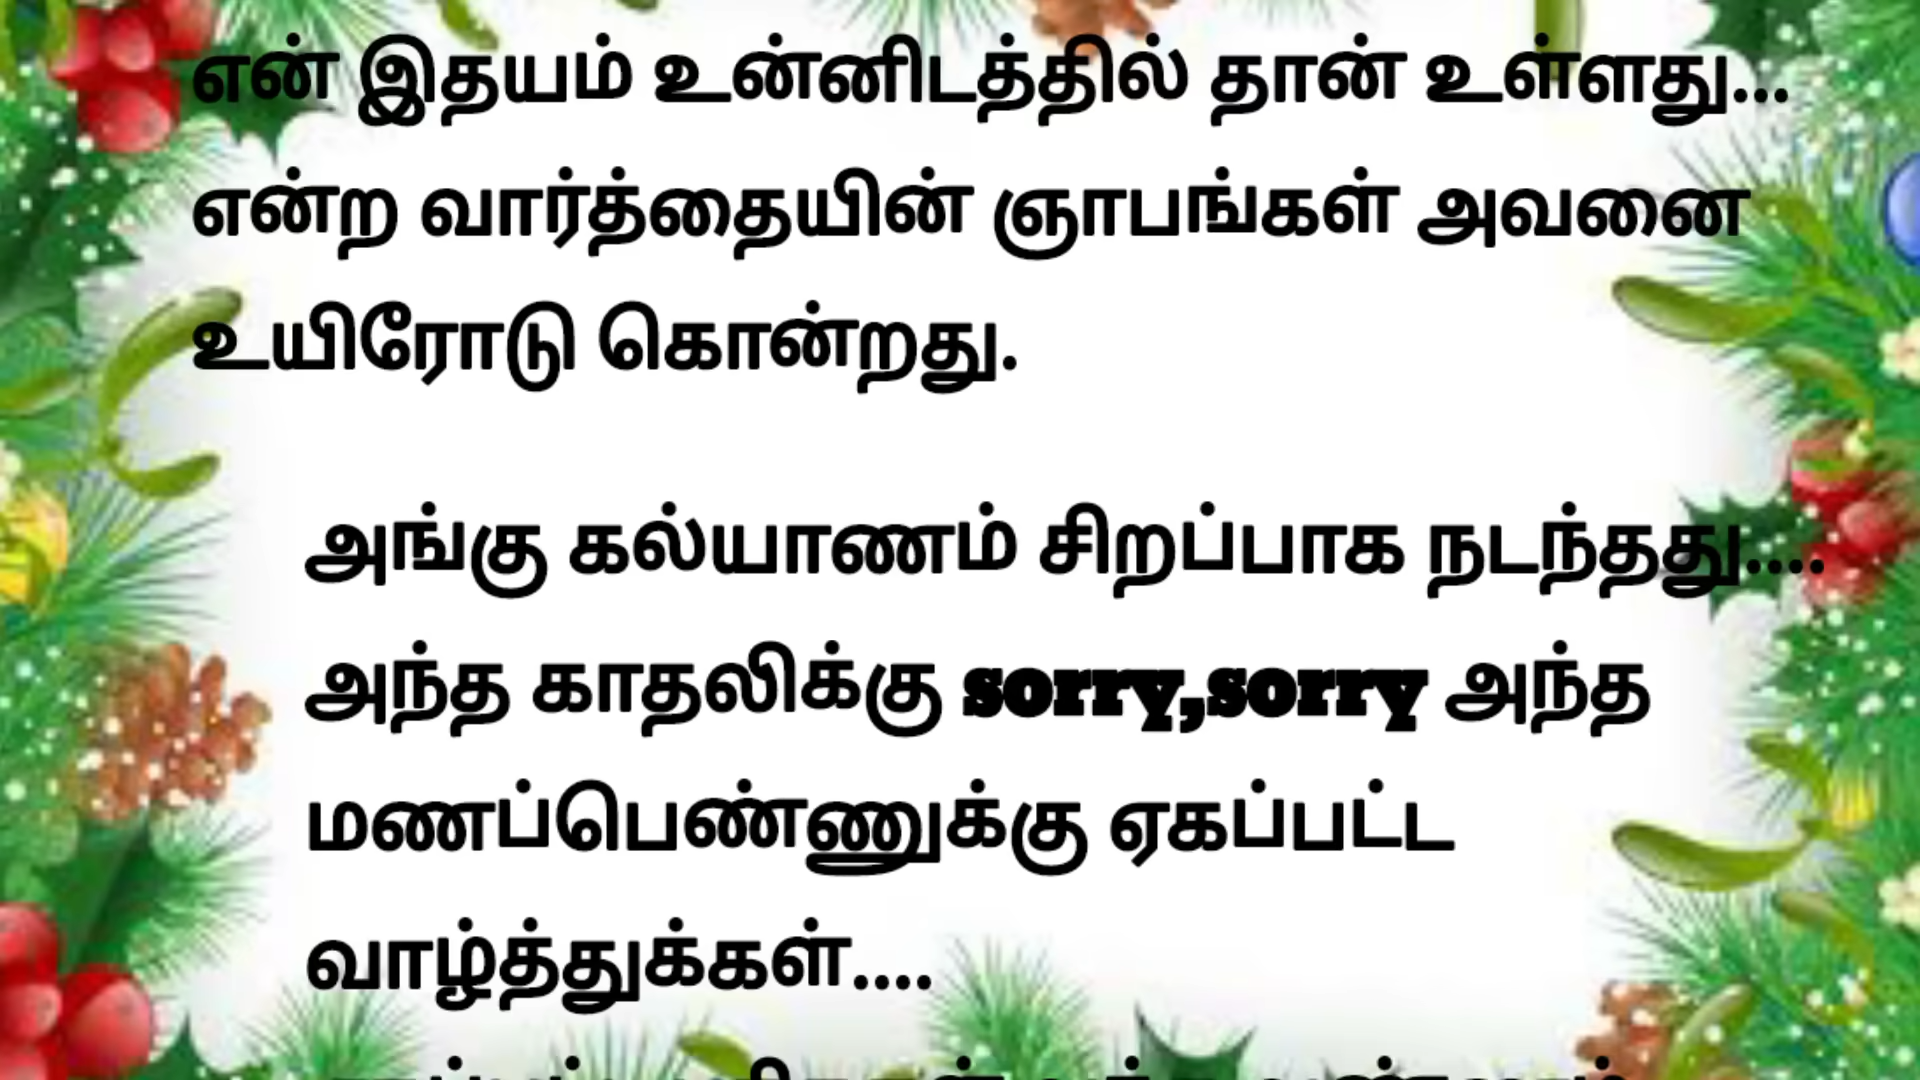 என் இதயம் உன்னிடத்தில் தான் உள்ளது...
என்ற வார்த்தையின் ஞாபங்கள் அவனை
உயிரோடு கொன்றது.
அங்கு கல்யாணம் சிறப்பாக நடந்தது....
அந்த காதலிக்கு sorry,sorry அந்த
மணப்பெண்ணுக்கு ஏகப்பட்ட
வாழ்த்துக்கள்....